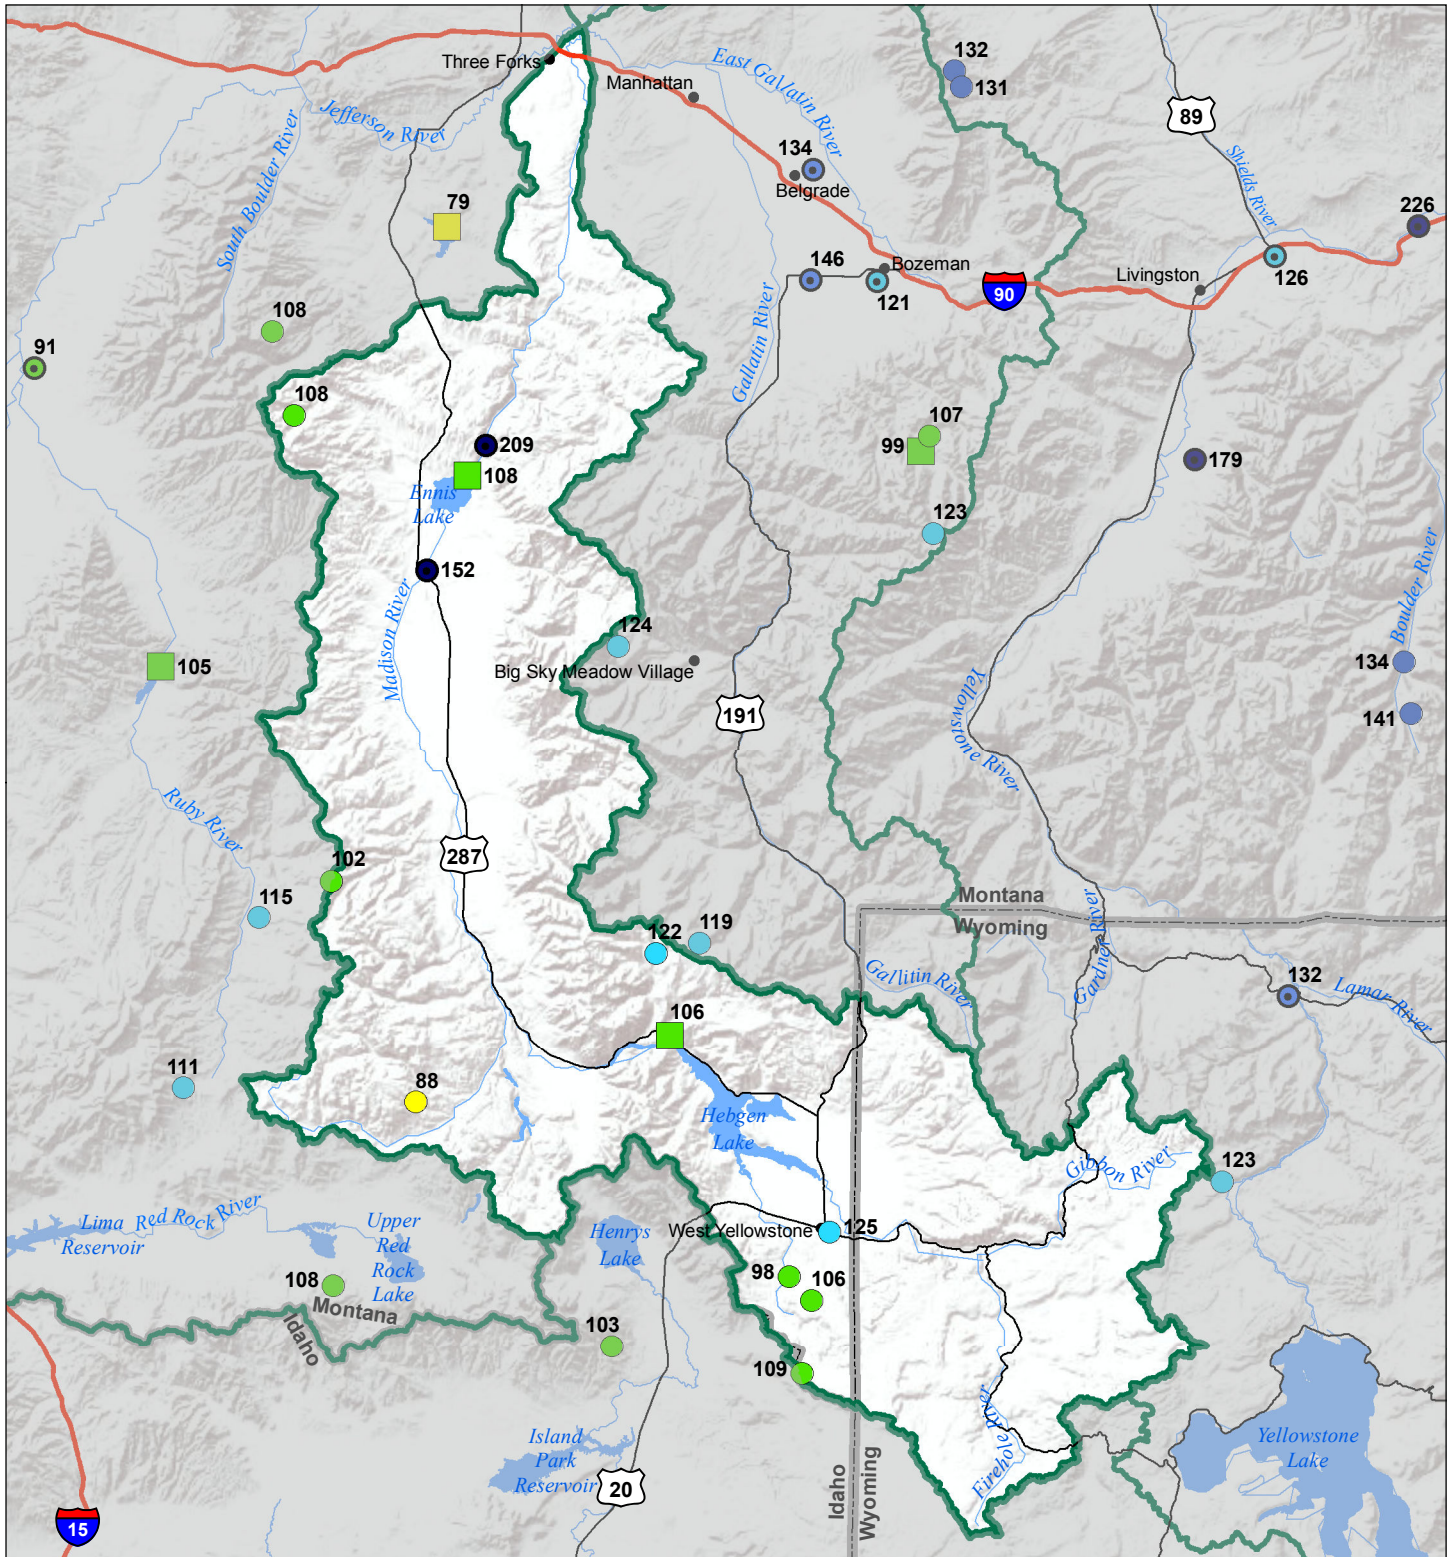 Three Forks
Manhattan
East Gallatin River
132
131
89
Jefferson River
South Boulder River
134
Belgrade
Shields River
79
226
146
Bozeman
121
90
Livingston
126
108
91
Gallatin River
108
107
99
209
108
179
Ennis
Lake
123
152
Madison River
Boulder River
124
Big Sky Meadow Village
134
105
191
141
Yellowstone River
Ruby River
287
102
115
Montana
Wyoming
122
119
Gallitin River
Gardner River
132
Lamar River
106
111
88
Hebgen
Lake
Gibbon River
123
Lima
Reservoir
Red Rock River
Upper
Red
Rock
Lake
Henrys
Lake
West Yellowstone
125
98
106
108
Montana
Idaho
103
109
Firehole River
Island
Park
Reservoir
20
Idaho
Wyoming
Yellowstone
Lake
15